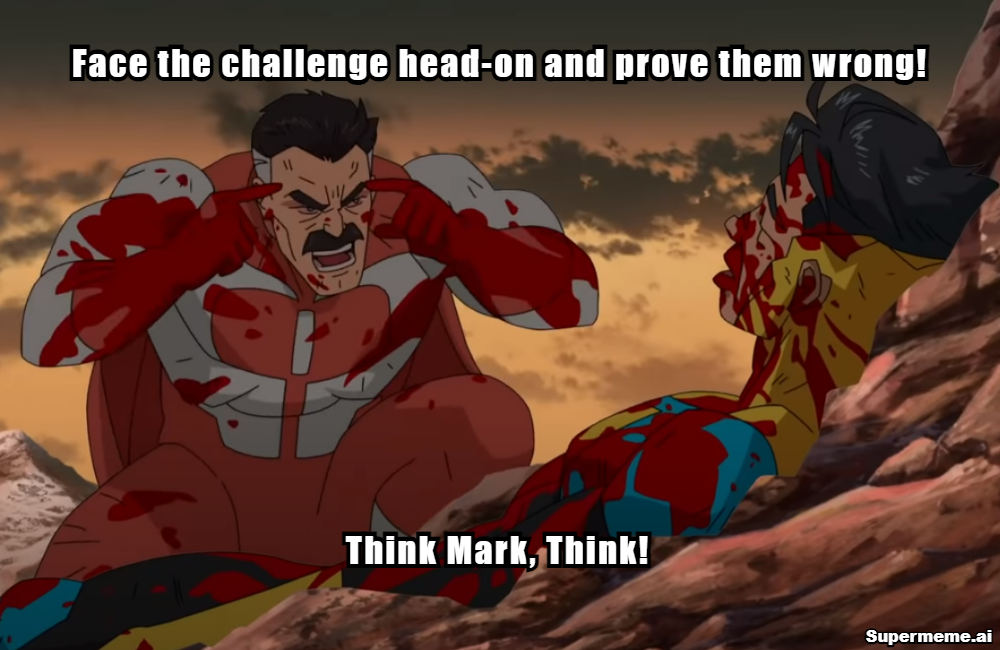 Face the challenge head-on and prove them wrong!
Think Mark, Think!
Supermeme.ai